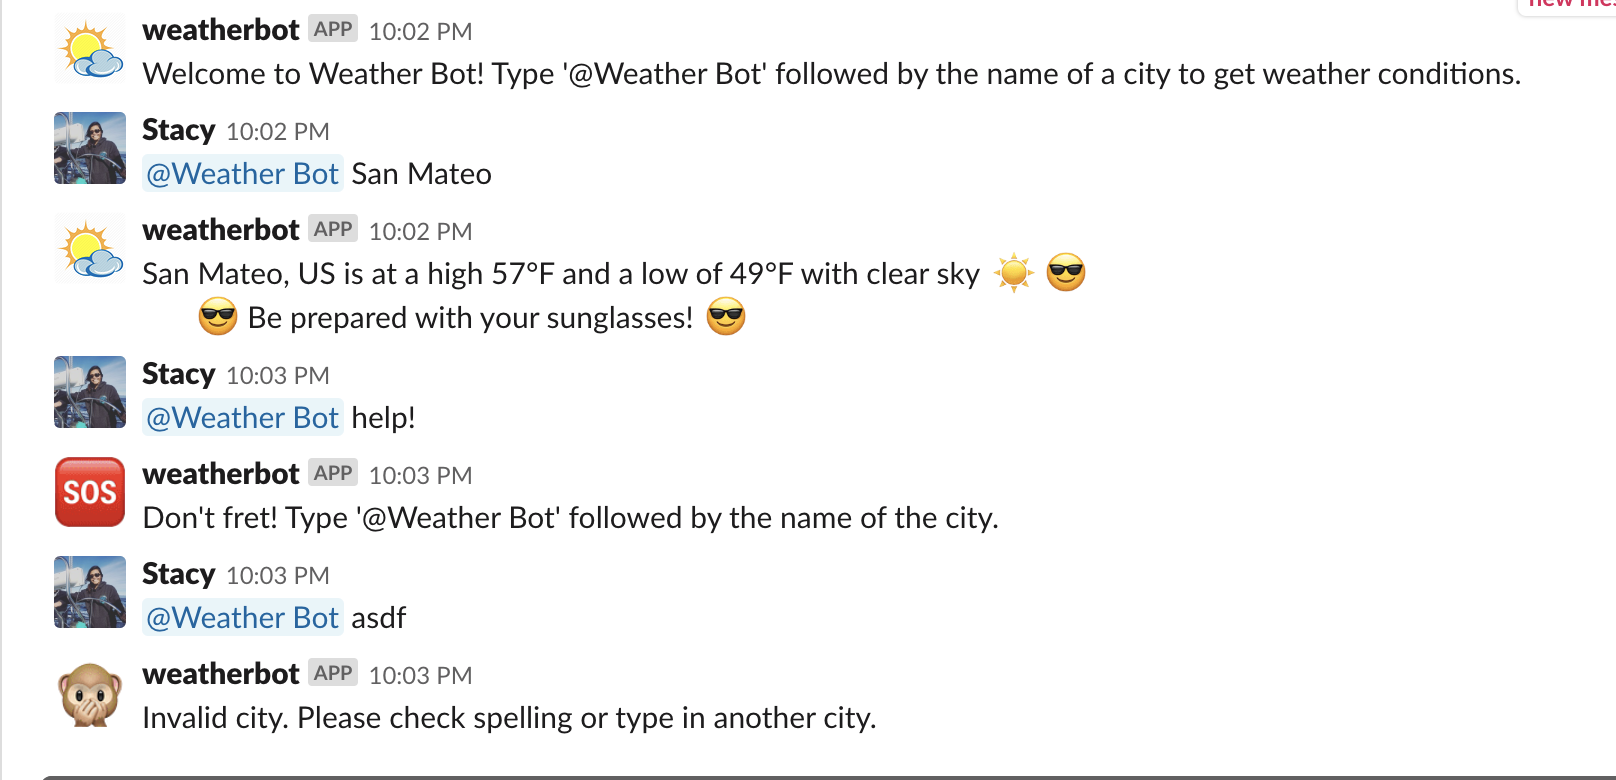 new mes
weatherbot APP 10:02 PM
Welcome to Weather Bot! Type '@Weather Bot' followed by the name of a city to get weather conditions.
Stacy 10:02 PM
@Weather Bot San Mateo
weatherbot APP 10:02 PM
San Mateo, US is at a high 57°F and a low of 49°F with clear sky ☀️ 😎
😎 Be prepared with your sunglasses! 😎
Stacy 10:03 PM
@Weather Bot help!
SOS
weatherbot APP 10:03 PM
Don't fret! Type '@Weather Bot' followed by the name of the city.
Stacy 10:03 PM
@Weather Bot asdf
weatherbot APP 10:03 PM
Invalid city. Please check spelling or type in another city.